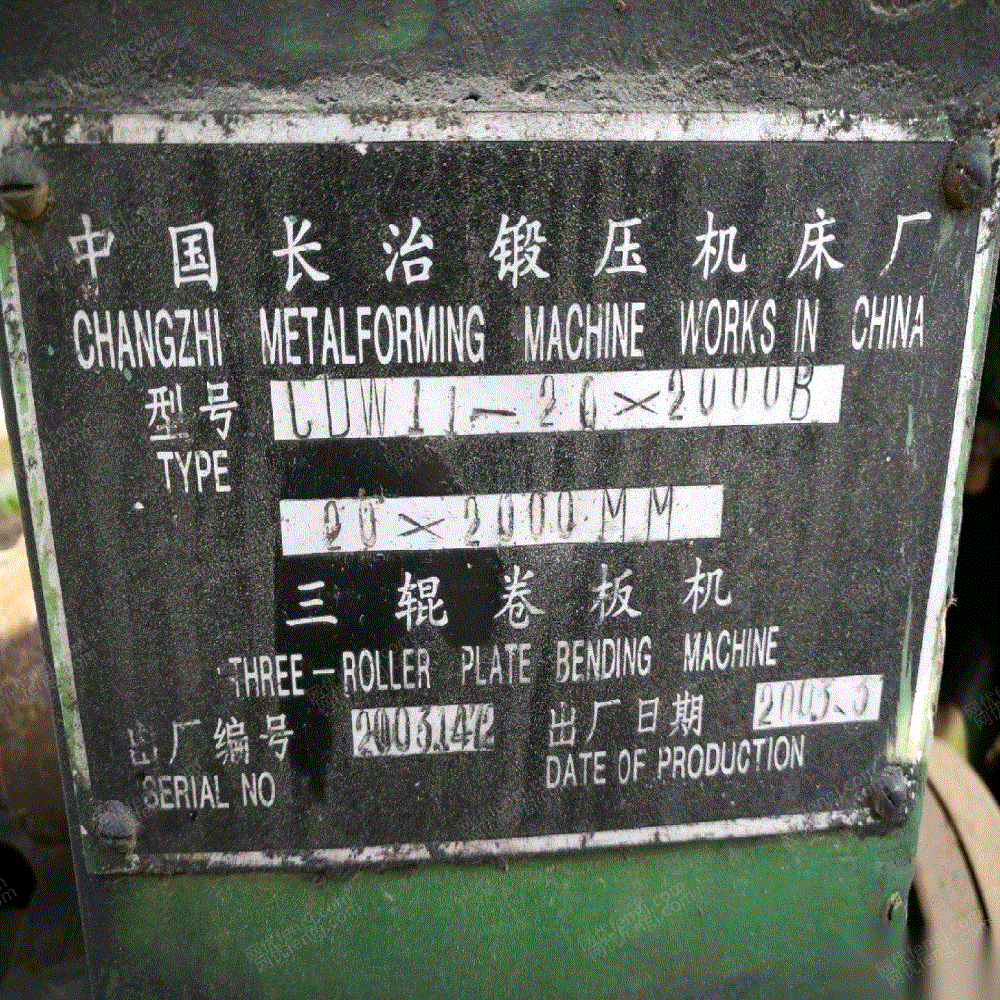 中国长治锻压机床厂
CHANGZHI METALFORMING MACHINE WORKS IN CHINA
型号 CDW11-20×2000B
TYPE
20×2000MM
三辊卷板机
THREE-ROLLER PLATE BENDING MACHINE
出厂编号 出厂日期 2003.3
SERIAL NO DATE OF PRODUCTION